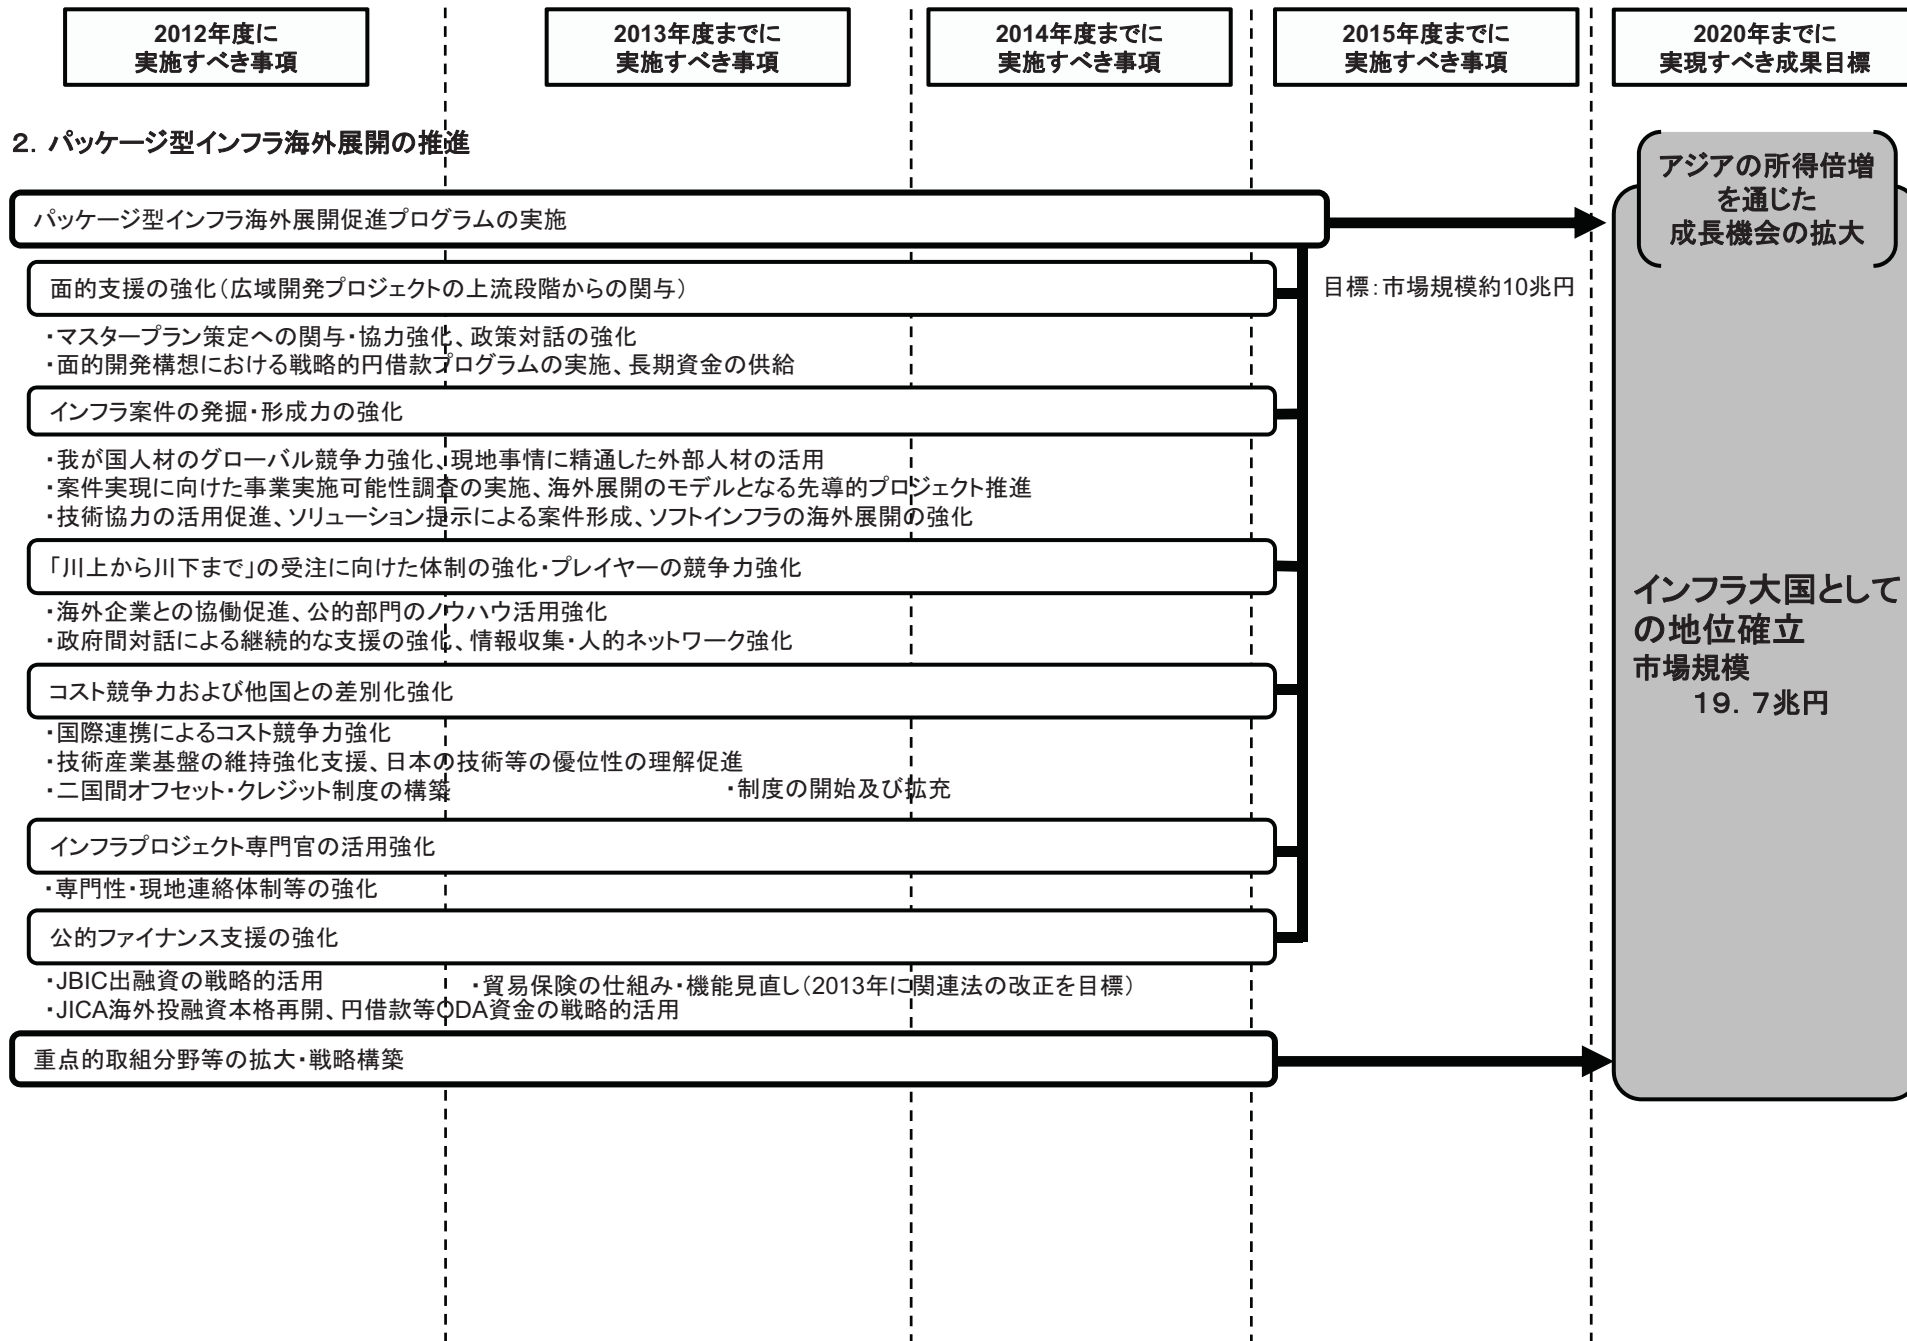 2012年度に
実施すべき事項
2013年度までに
実施すべき事項
2014年度までに
実施すべき事項
2015年度までに
実施すべき事項
2020年までに
実現すべき成果目標
２．パッケージ型インフラ海外展開の推進
アジアの所得倍増
を通じた
成長機会の拡大
パッケージ型インフラ海外展開促進プログラムの実施
面的支援の強化（広域開発プロジェクトの上流段階からの関与）
目標：市場規模約10兆円
・マスタープラン策定への関与・協力強化、政策対話の強化
・面的開発構想における戦略的円借款プログラムの実施、長期資金の供給
インフラ案件の発掘・形成力の強化
・我が国人材のグローバル競争力強化、現地事情に精通した外部人材の活用
・案件実現に向けた事業実施可能性調査の実施、海外展開のモデルとなる先導的プロジェクト推進
・技術協力の活用促進、ソリューション提示による案件形成、ソフトインフラの海外展開の強化
「川上から川下まで」の受注に向けた体制の強化・プレイヤーの競争力強化
・海外企業との協働促進、公的部門のノウハウ活用強化
・政府間対話による継続的な支援の強化、情報収集・人的ネットワーク強化
インフラ大国として
の地位確立
市場規模
１９．７兆円
コスト競争力および他国との差別化強化
・国際連携によるコスト競争力強化
・技術産業基盤の維持強化支援、日本の技術等の優位性の理解促進
・二国間オフセット・クレジット制度の構築
・制度の開始及び拡充
インフラプロジェクト専門官の活用強化
・専門性・現地連絡体制等の強化
公的ファイナンス支援の強化
・JBIC出融資の戦略的活用
・貿易保険の仕組み・機能見直し（2013年に関連法の改正を目標）
・JICA海外投融資本格再開、円借款等ODA資金の戦略的活用
重点的取組分野等の拡大・戦略構築